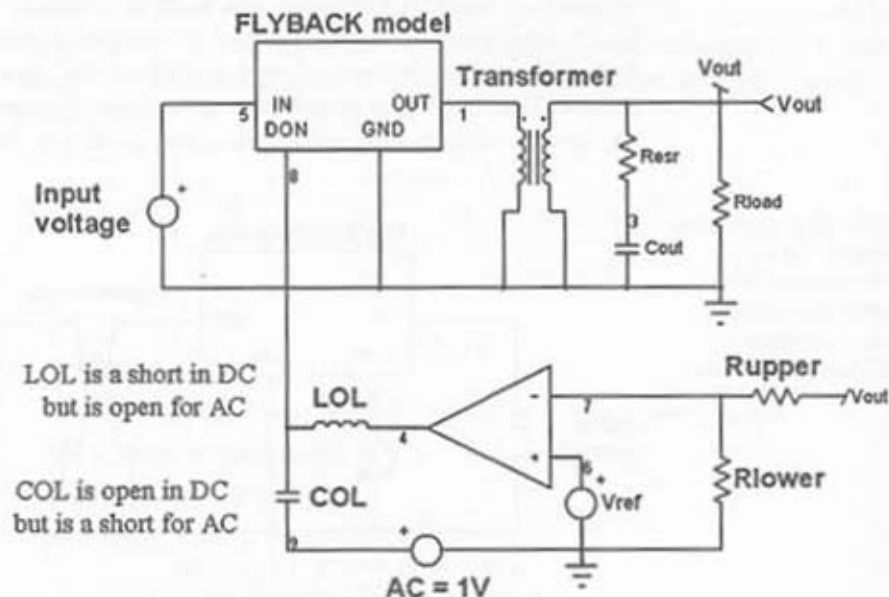 FLYBACK model
Transformer
Vout
IN
OUT
5
DON
GND
1
Vout
8
Resr
Input
voltage
+
Rload
3
Cout
LOL is a short in DC
but is open for AC
LOL
4
-
7
Rupper
Vout
+
6
+
Vref
Rlower
COL is open in DC
but is a short for AC
COL
2
+
AC = 1V